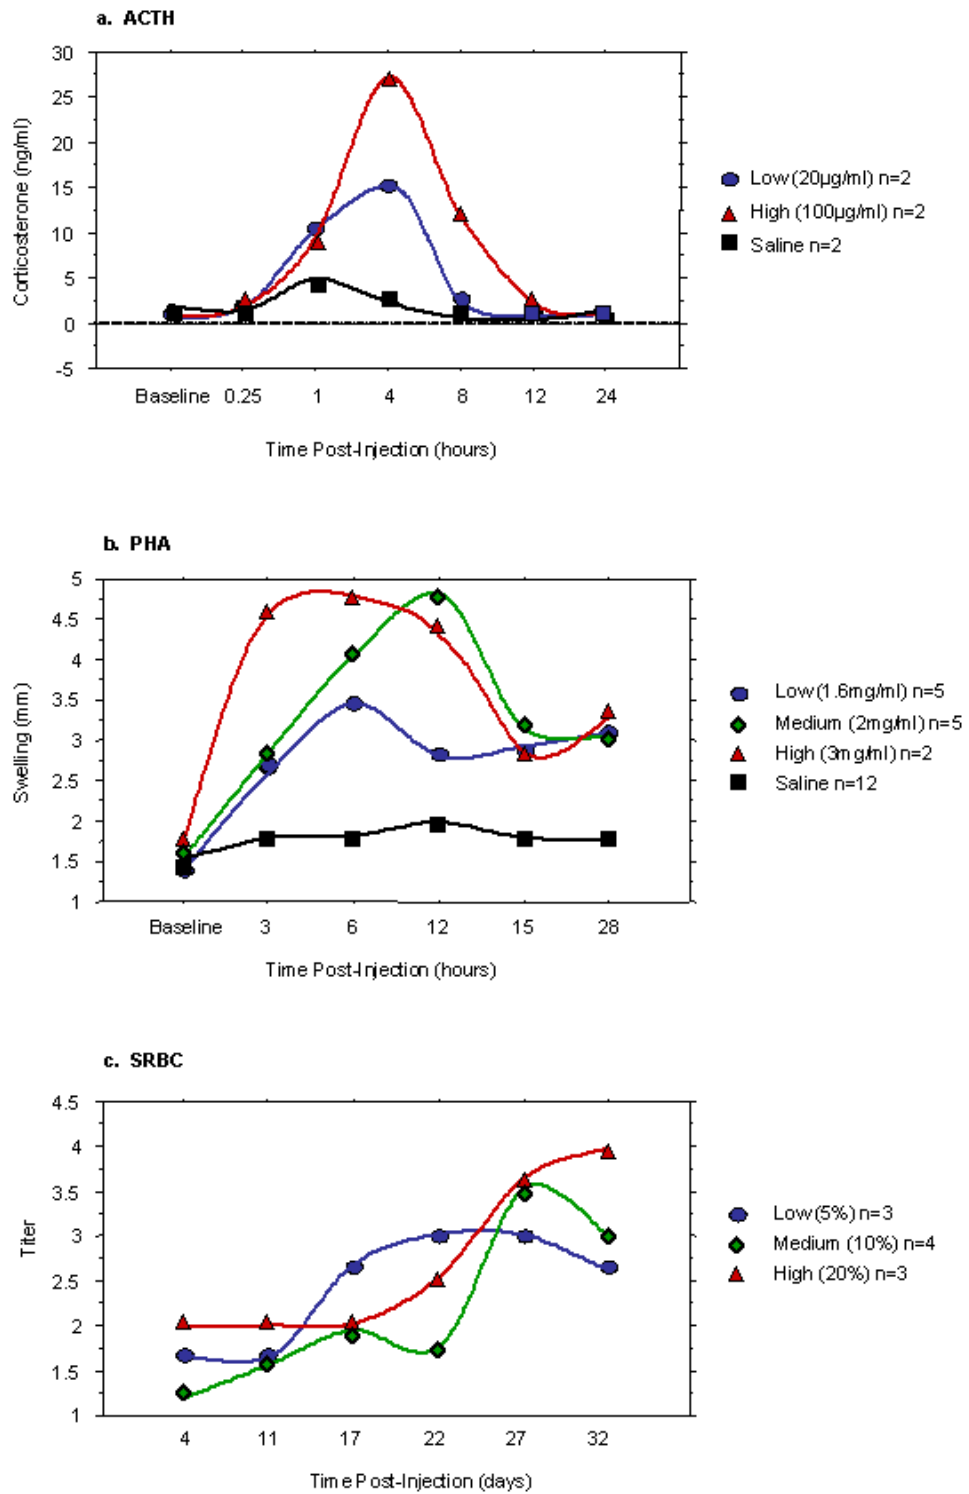 a. ACTH
30
25
20
15
10
5
0
-5
Corticosterone (ng/ml)
Baseline 0.25 1 4 8 12 24
Time Post-Injection (hours)
Low (20µg/ml) n=2
High (100µg/ml) n=2
Saline n=2
b. PHA
5
4.5
4
3.5
3
2.5
2
1.5
1
Swelling (mm)
Baseline 3 6 12 15 28
Time Post-Injection (hours)
Low (1.6mg/ml) n=5
Medium (2mg/ml) n=5
High (3mg/ml) n=2
Saline n=12
c. SRBC
4.5
4
3.5
3
2.5
2
1.5
1
Titer
4 11 17 22 27 32
Time Post-Injection (days)
Low (5%) n=3
Medium (10%) n=4
High (20%) n=3